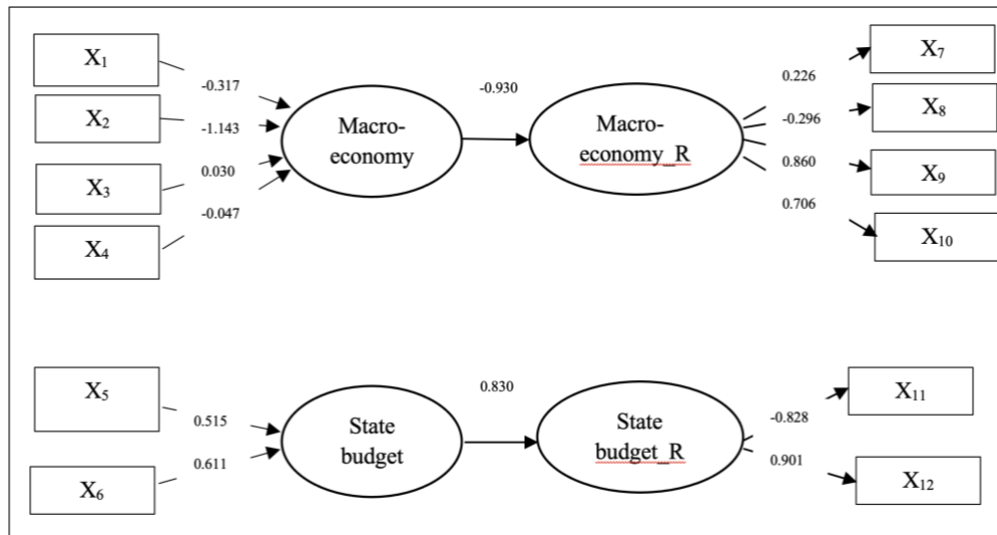 X₁
-0.317
X₂
-1.143
X₃
0.030
X₄
-0.047
Macro-
economy
-0.930
Macro-
economy_R
0.226
X₇
-0.296
X₈
0.860
X₉
0.706
X₁₀
X₅
0.515
X₆
0.611
State
budget
0.830
State
budget_R
-0.828
X₁₁
0.901
X₁₂